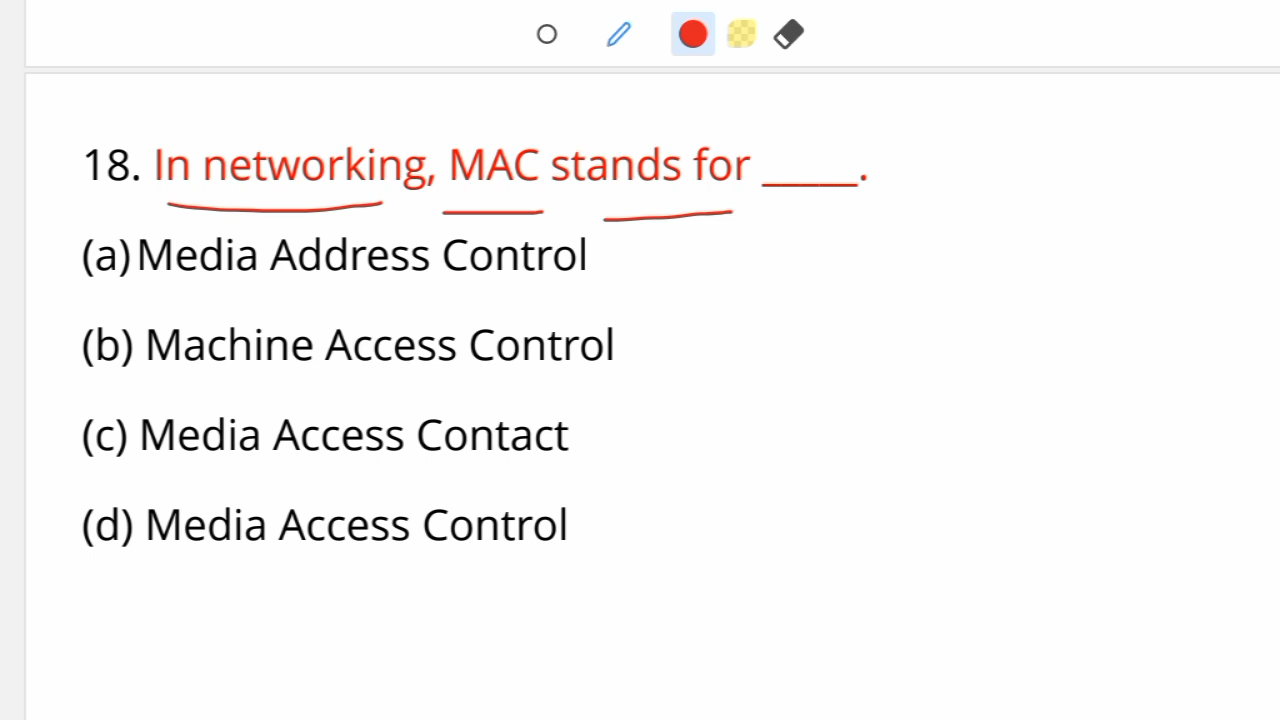 18. In networking, MAC stands for _____.
(a) Media Address Control
(b) Machine Access Control
(c) Media Access Contact
(d) Media Access Control